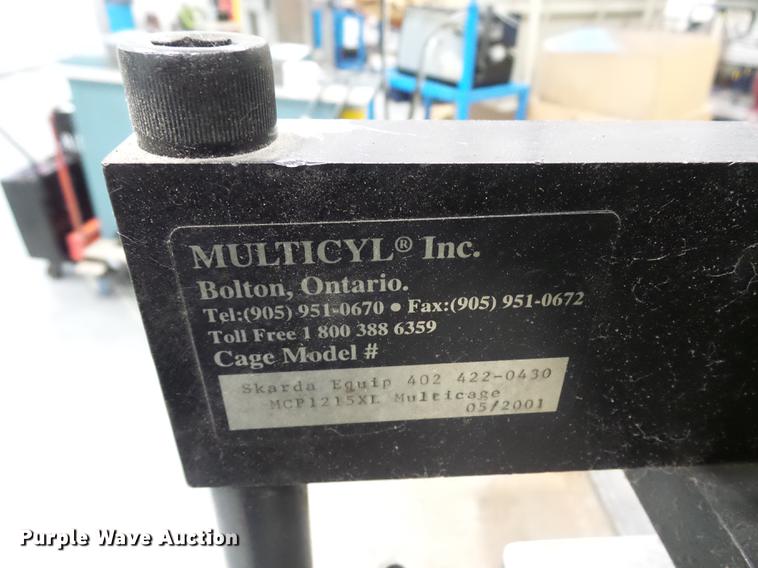 MULTICYL® Inc.
Bolton, Ontario.
Tel:(905) 951-0670 • Fax:(905) 951-0672
Toll Free 1 800 388 6359
Cage Model #
Skarda Equip 402 422-0430
MCP1215XL Multicage
05/2001
Purple Wave Auction